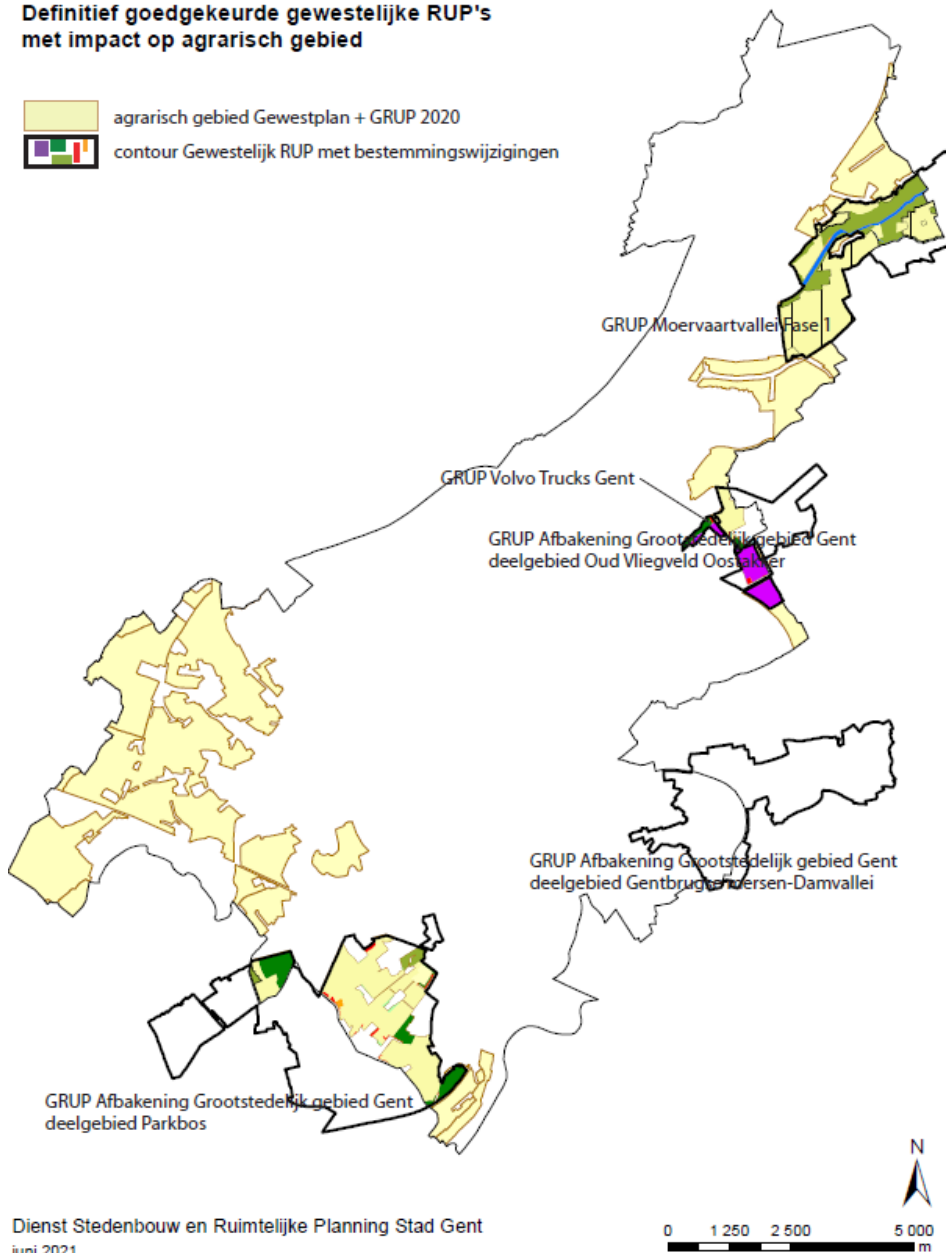 Definitief goedgekeurde gewestelijke RUP's
met impact op agrarisch gebied
agrarisch gebied Gewestplan + GRUP 2020
contour Gewestelijk RUP met bestemmingswijzigingen
GRUP Moervaartvallei Fase 1
GRUP Volvo Trucks Gent
GRUP Afbakening Grootstedelijk gebied Gent
deelgebied Oud Vliegveld Oostakker
GRUP Afbakening Grootstedelijk gebied Gent
deelgebied Gentbrugse meersen-Damvallei
GRUP Afbakening Grootstedelijk gebied Gent
deelgebied Parkbos
N
Dienst Stedenbouw en Ruimtelijke Planning Stad Gent
juni 2021
0 1 250 2 500 5 000
m